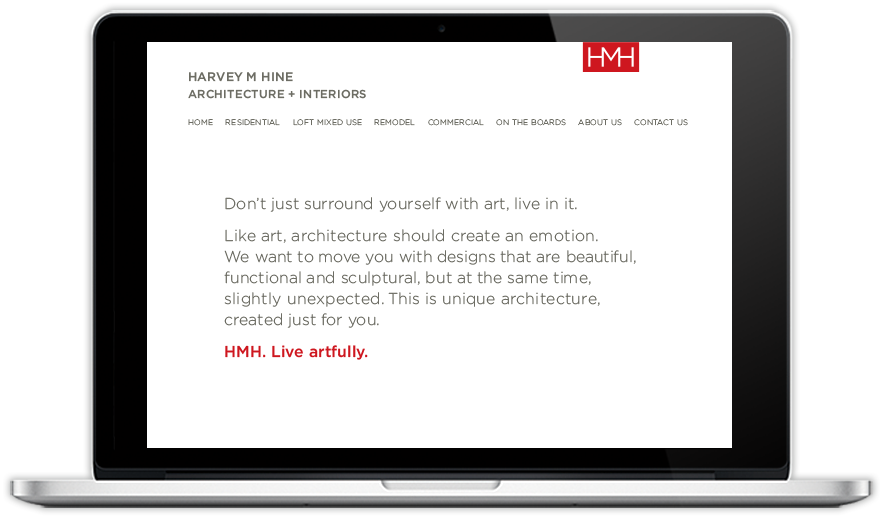 HMH
HARVEY M HINE
ARCHITECTURE + INTERIORS
HOME RESIDENTIAL LOFT MIXED USE REMODEL COMMERCIAL ON THE BOARDS ABOUT US CONTACT US
Don't just surround yourself with art, live in it.
Like art, architecture should create an emotion.
We want to move you with designs that are beautiful,
functional and sculptural, but at the same time,
slightly unexpected. This is unique architecture,
created just for you.
HMH. Live artfully.